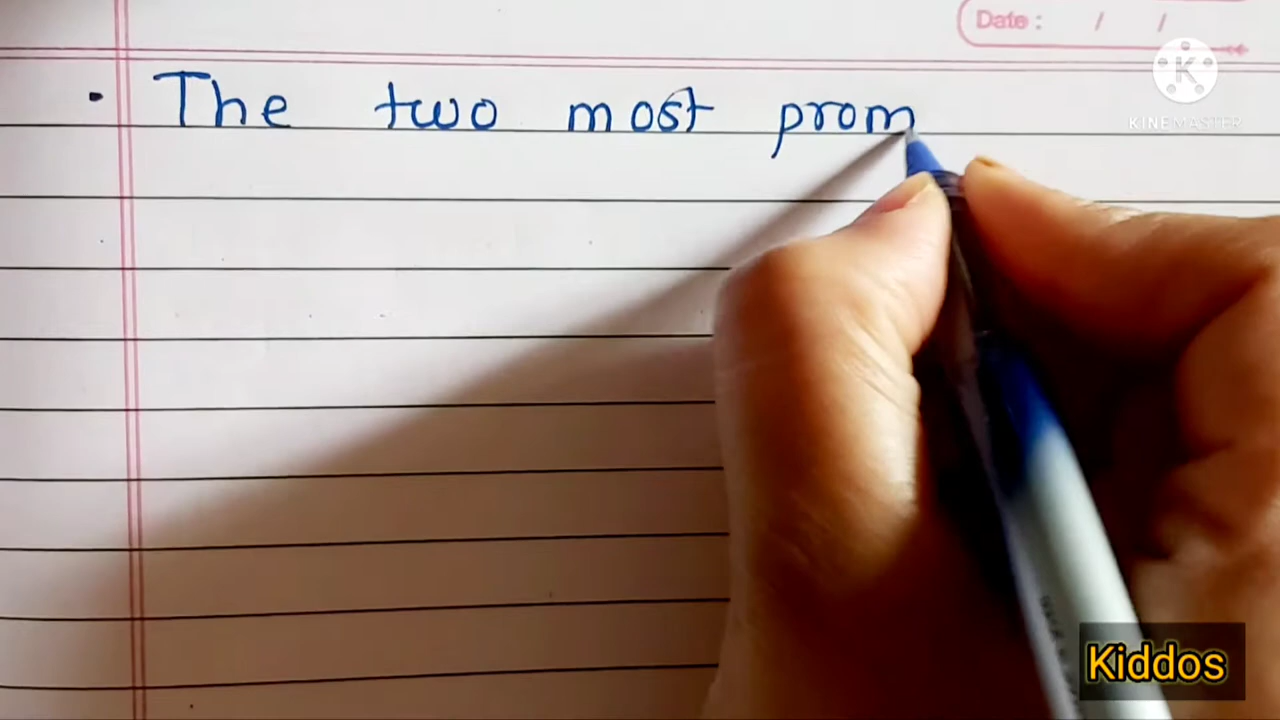 Date : / /
• The two most prom
KINEMASTER
Kiddos